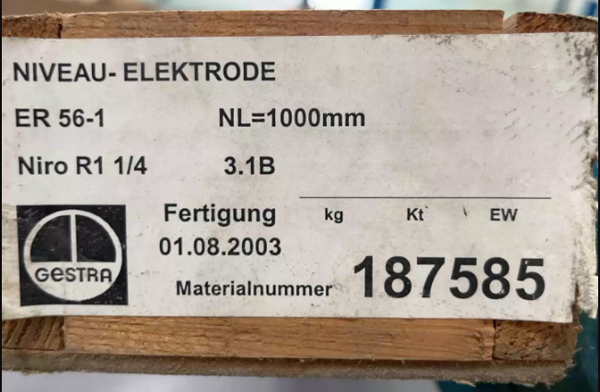 NIVEAU- ELEKTRODE
ER 56-1 NL=1000mm
Niro R1 1/4 3.1B
Fertigung kg Kt EW
01.08.2003
GESTRA
Materialnummer 187585